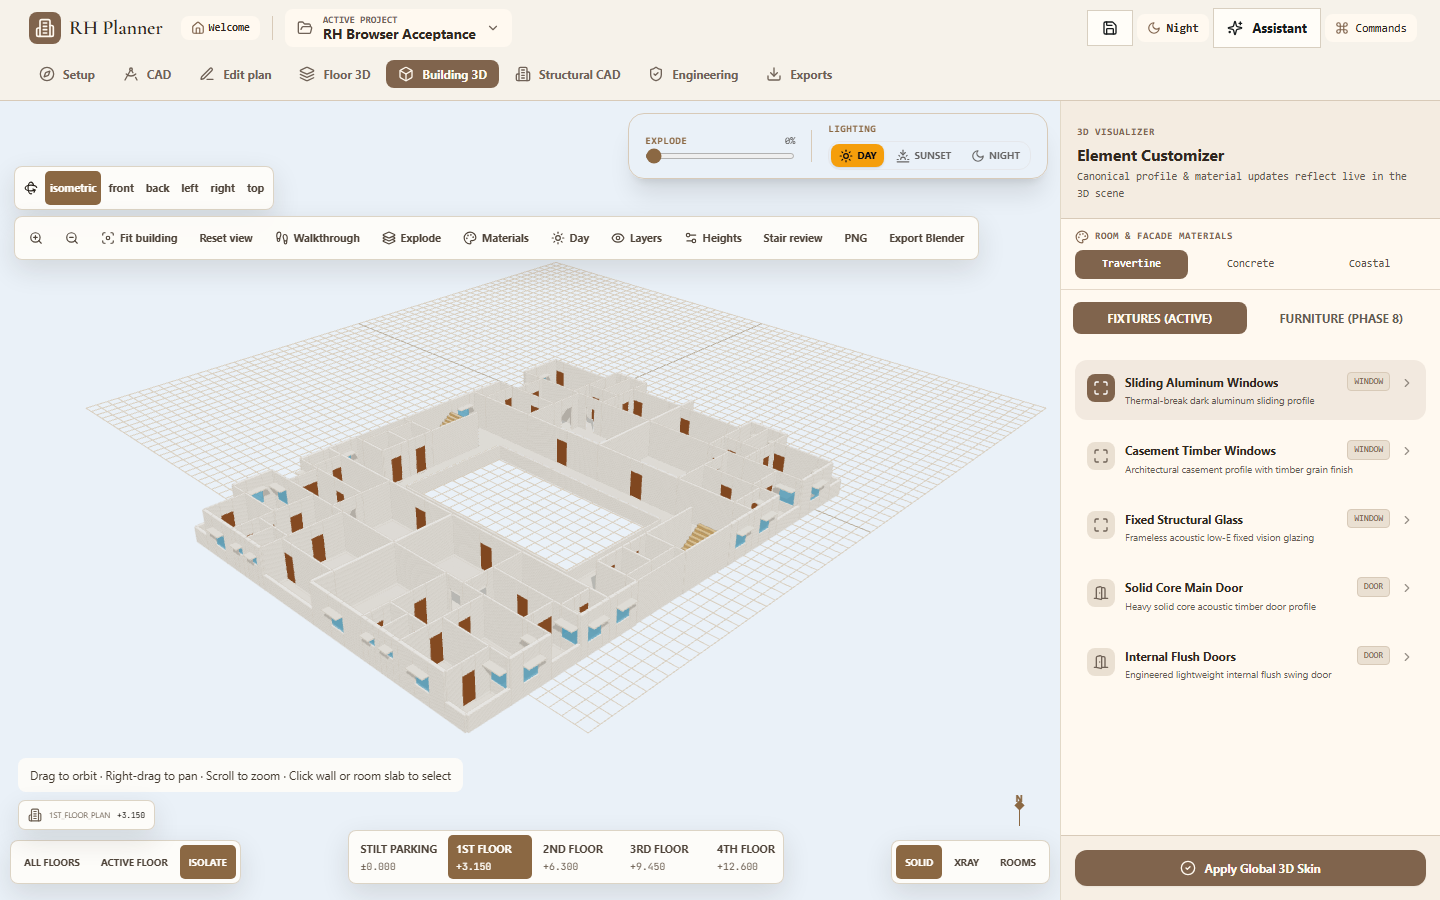 RH Planner
Welcome
ACTIVE PROJECT
RH Browser Acceptance
Night
Assistant
Commands
Setup
CAD
Edit plan
Floor 3D
Building 3D
Structural CAD
Engineering
Exports
EXPLODE
0%
LIGHTING
DAY
SUNSET
NIGHT
isometric
front
back
left
right
top
Fit building
Reset view
Walkthrough
Explode
Materials
Day
Layers
Heights
Stair review
PNG
Export Blender
Drag to orbit · Right-drag to pan · Scroll to zoom · Click wall or room slab to select
1ST_FLOOR_PLAN +3.150
ALL FLOORS
ACTIVE FLOOR
ISOLATE
STILT PARKING
±0.000
1ST FLOOR
+3.150
2ND FLOOR
+6.300
3RD FLOOR
+9.450
4TH FLOOR
+12.600
N
SOLID
XRAY
ROOMS
3D VISUALIZER
Element Customizer
Canonical profile & material updates reflect live in the
3D scene
ROOM & FACADE MATERIALS
Travertine
Concrete
Coastal
FIXTURES (ACTIVE)
FURNITURE (PHASE 8)
Sliding Aluminum Windows
WINDOW
Thermal-break dark aluminum sliding profile
Casement Timber Windows
WINDOW
Architectural casement profile with timber grain finish
Fixed Structural Glass
WINDOW
Frameless acoustic low-E fixed vision glazing
Solid Core Main Door
DOOR
Heavy solid core acoustic timber door profile
Internal Flush Doors
DOOR
Engineered lightweight internal flush swing door
Apply Global 3D Skin